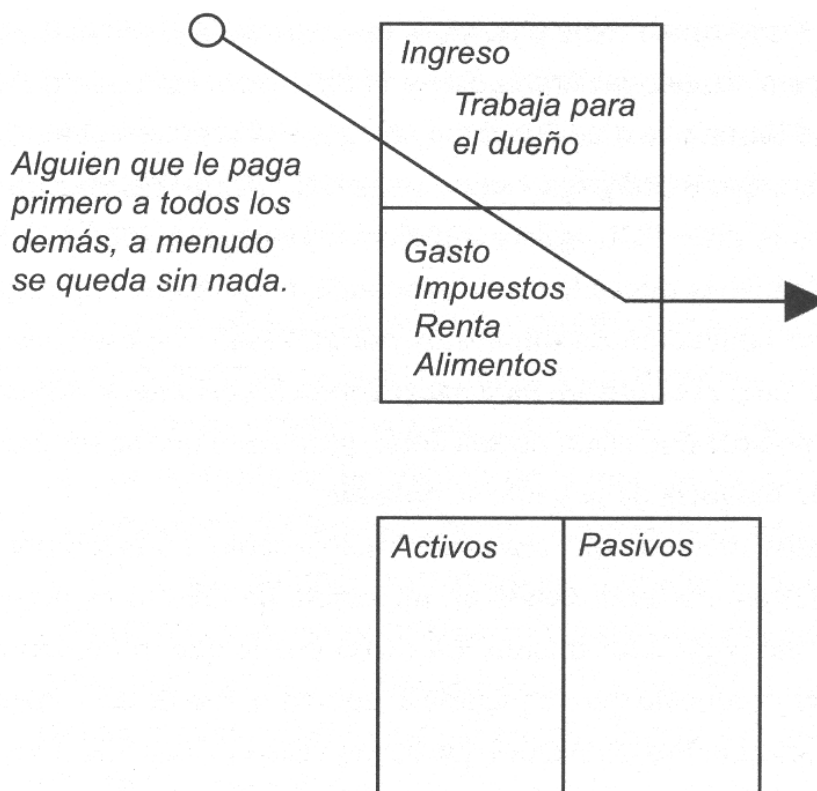 Ingreso
Trabaja para
el dueño
Alguien que le paga
primero a todos los
demás, a menudo
se queda sin nada.
Gasto
Impuestos
Renta
Alimentos
Activos
Pasivos